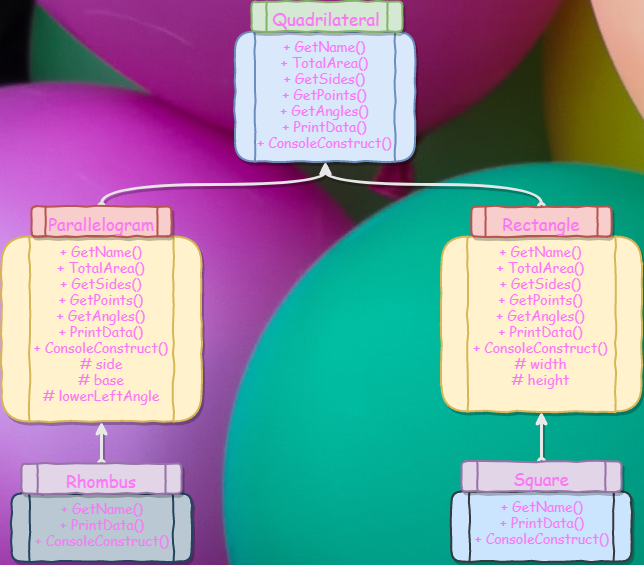 Quadrilateral
+ GetName()
+ TotalArea()
+ GetSides()
+ GetPoints()
+ GetAngles()
+ PrintData()
+ ConsoleConstruct()
Parallelogram
+ GetName()
+ TotalArea()
+ GetSides()
+ GetPoints()
+ GetAngles()
+ PrintData()
+ ConsoleConstruct()
# side
# base
# lowerLeftAngle
Rectangle
+ GetName()
+ TotalArea()
+ GetSides()
+ GetPoints()
+ GetAngles()
+ PrintData()
+ ConsoleConstruct()
# width
# height
Rhombus
+ GetName()
+ PrintData()
+ ConsoleConstruct()
Square
+ GetName()
+ PrintData()
+ ConsoleConstruct()